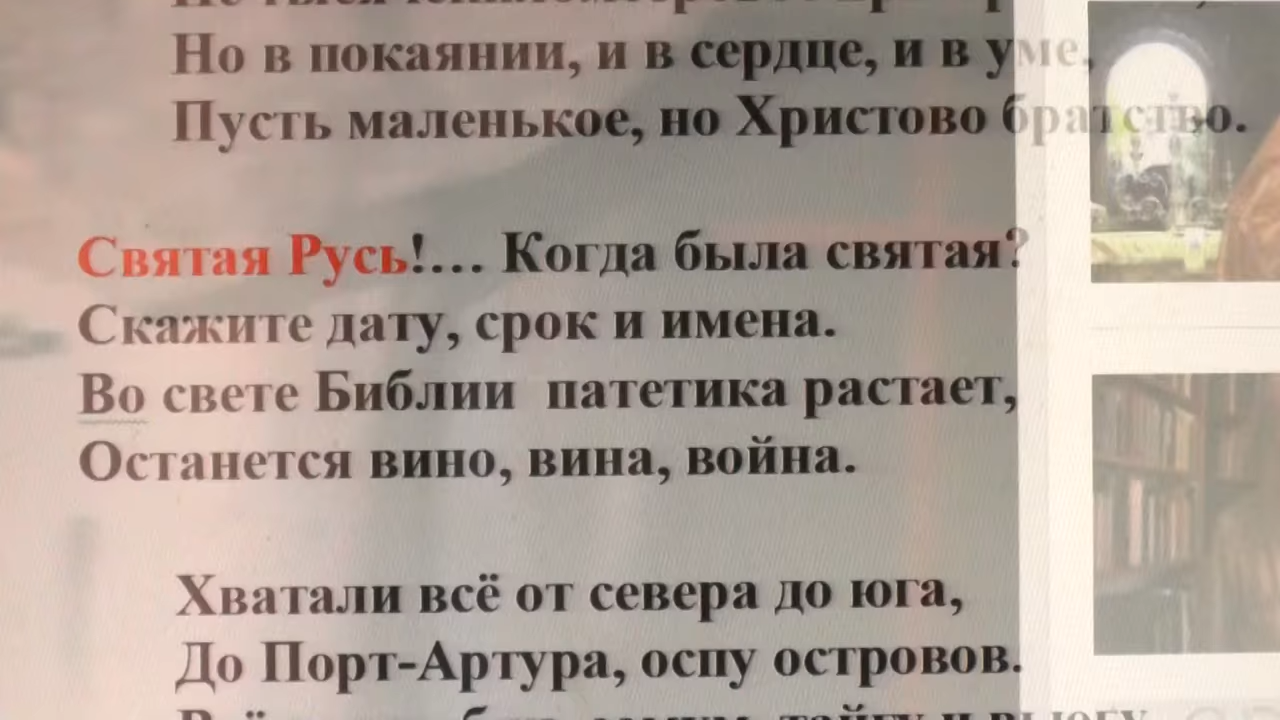 Но в покаянии, и в сердце, и в уме,
Пусть маленькое, но Христово братство.
Святая Русь!... Когда была святая?
Скажите дату, срок и имена.
Во свете Библии патетика растает,
Останется вино, вина, война.
Хватали всё от севера до юга,
До Порт-Артура, оспу островов.